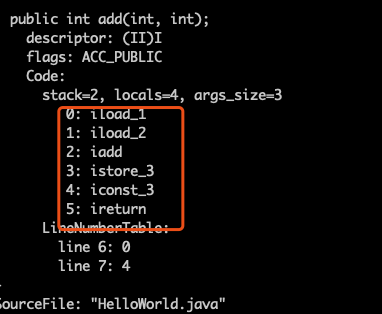 public int add(int, int);
descriptor: (II)I
flags: ACC_PUBLIC
Code:
stack=2, locals=4, args_size=3
0: iload_1
1: iload_2
2: iadd
3: istore_3
4: iconst_3
5: ireturn
LineNumberTable:
line 6: 0
line 7: 4
SourceFile: "HelloWorld.java"